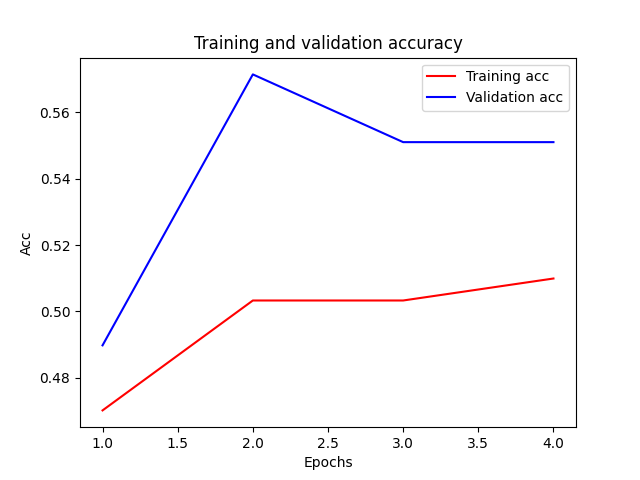 Training and validation accuracy
Training acc
Validation acc
Acc
0.56
0.54
0.52
0.50
0.48
1.0 1.5 2.0 2.5 3.0 3.5 4.0
Epochs